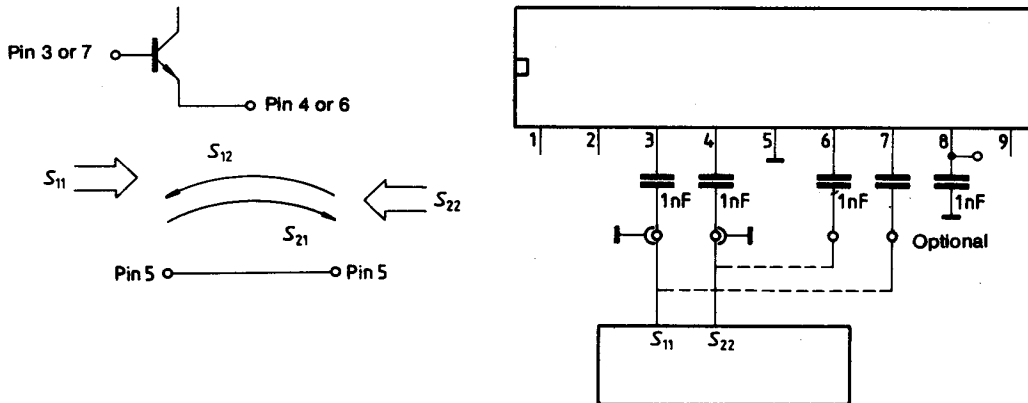 Pin 3 or 7
Pin 4 or 6
S12
S11
S22
S21
Pin 5
Pin 5
1 2 3 4 5 6 7 8 9
1nF 1nF 1nF 1nF
Optional
S11 S22